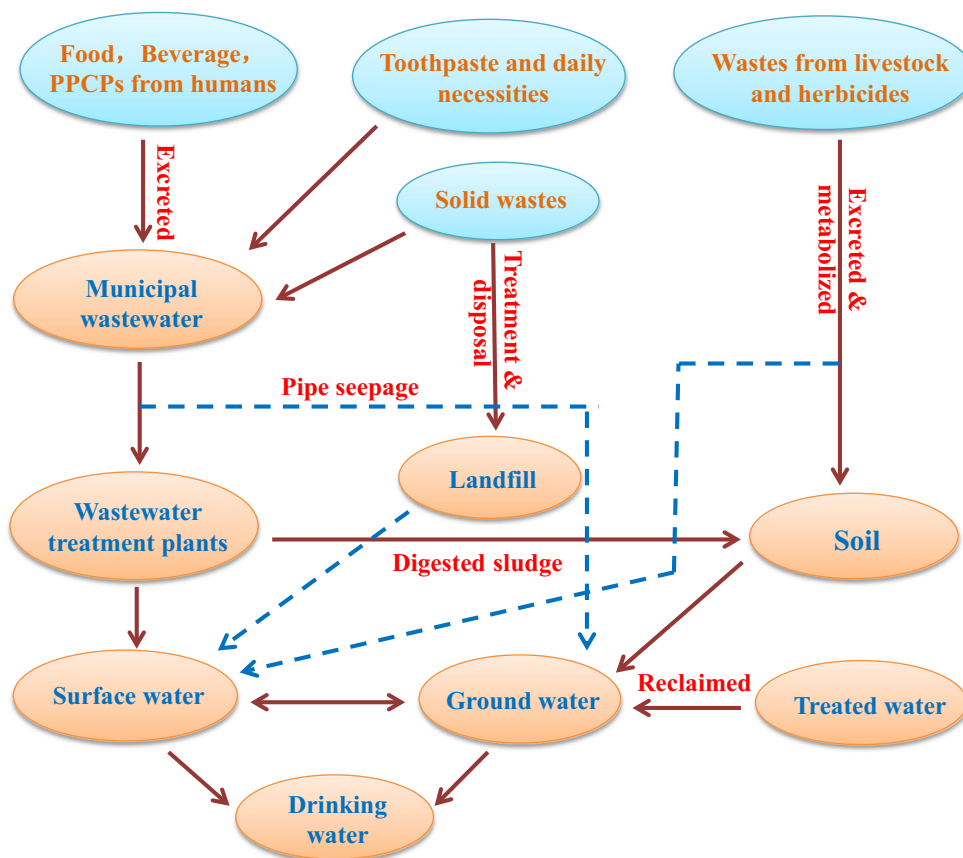 Food，Beverage，
PPCPs from humans
Toothpaste and daily
necessities
Wastes from livestock
and herbicides
Excreted
Solid wastes
Excreted &
metabolized
Municipal
wastewater
Treatment &
disposal
Pipe seepage
Landfill
Wastewater
treatment plants
Digested sludge
Soil
Surface water
Ground water
Reclaimed
Treated water
Drinking
water